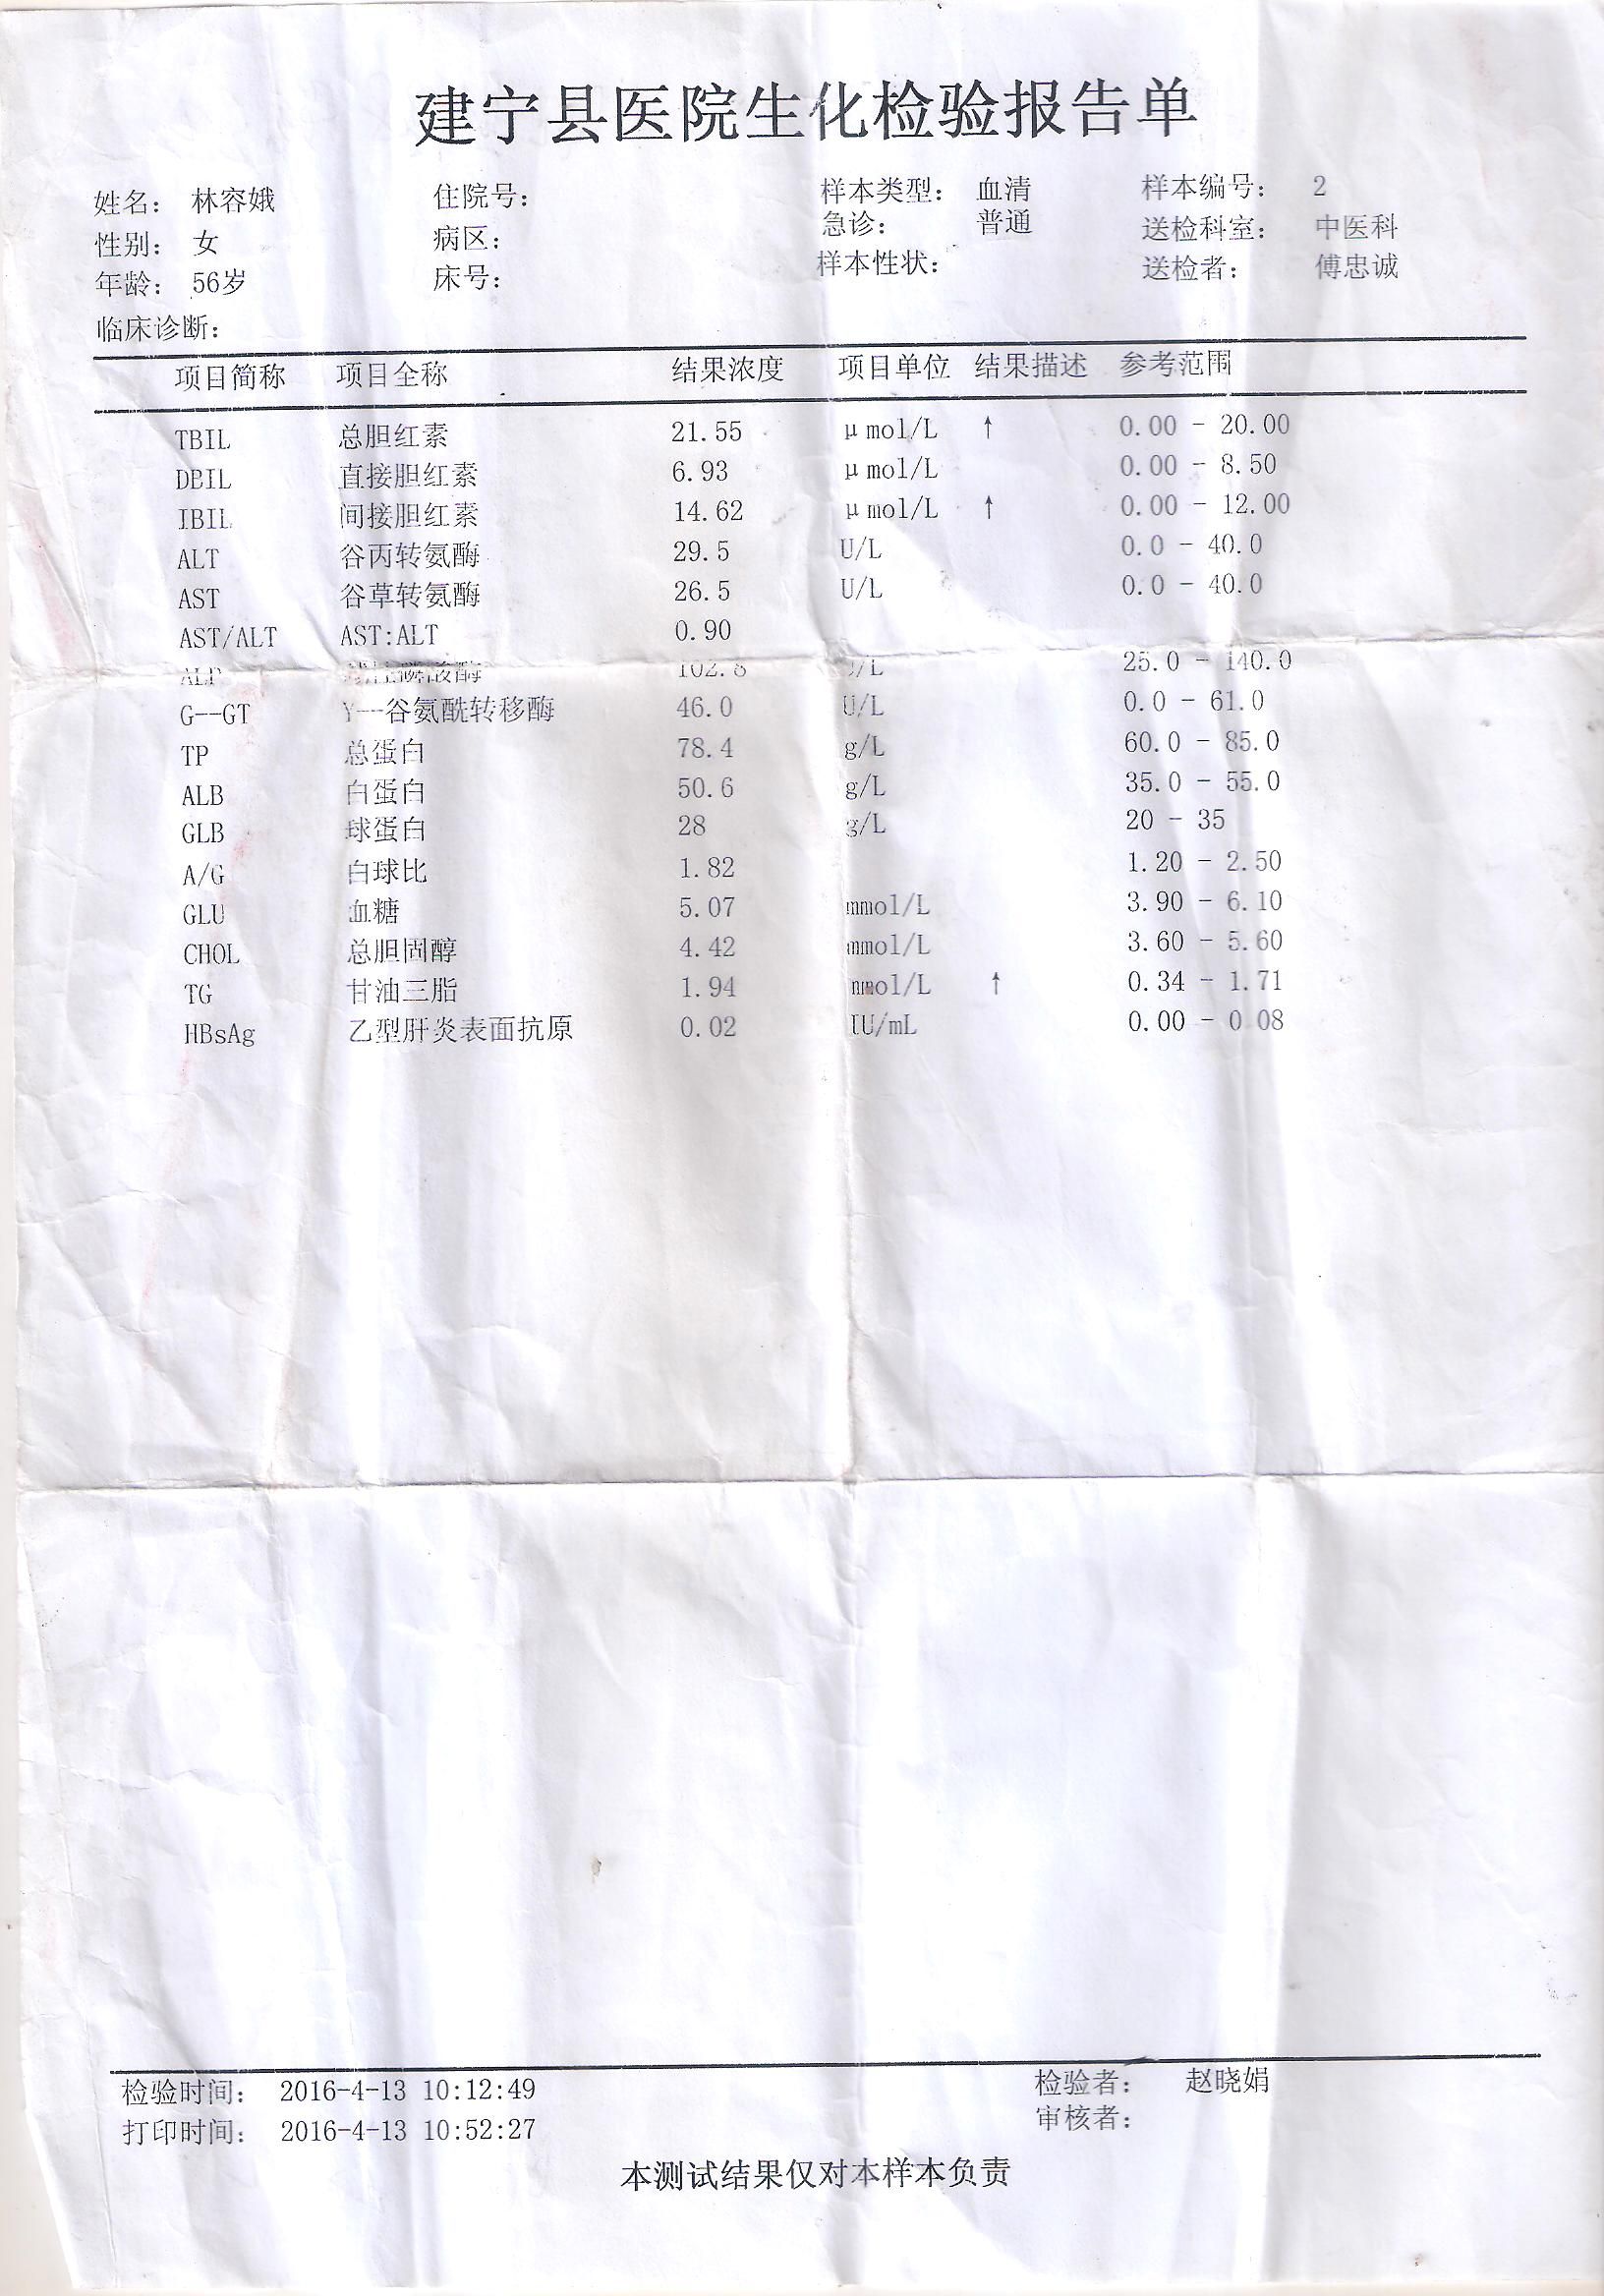 建宁县医院生化检验报告单
姓名： 林容娥 住院号： 样本类型： 血清 样本编号： 2
性别： 女 病区： 急诊： 普通 送检科室： 中医科
年龄： 56岁 床号： 样本性状： 送检者： 傅忠诚
临床诊断：
项目简称 项目全称 结果浓度 项目单位 结果描述 参考范围
TBIL 总胆红素 21.55 μmol/L ↑ 0.00 - 20.00
DBIL 直接胆红素 6.93 μmol/L 0.00 - 8.50
IBIL 间接胆红素 14.62 μmol/L ↑ 0.00 - 12.00
ALT 谷丙转氨酶 29.5 U/L 0.0 - 40.0
AST 谷草转氨酶 26.5 U/L 0.0 - 40.0
AST/ALT AST:ALT 0.90
ALP 碱性磷酸酶 102.8 U/L 25.0 - 140.0
G--GT Y--谷氨酰转移酶 46.0 U/L 0.0 - 61.0
TP 总蛋白 78.4 g/L 60.0 - 85.0
ALB 白蛋白 50.6 g/L 35.0 - 55.0
GLB 球蛋白 28 g/L 20 - 35
A/G 白球比 1.82 1.20 - 2.50
GLU 血糖 5.07 mmol/L 3.90 - 6.10
CHOL 总胆固醇 4.42 mmol/L 3.60 - 5.60
TG 甘油三脂 1.94 mmol/L ↑ 0.34 - 1.71
HBsAg 乙型肝炎表面抗原 0.02 IU/mL 0.00 - 0.08
检验时间： 2016-4-13 10:12:49 检验者： 赵晓娟
打印时间： 2016-4-13 10:52:27 审核者：
本测试结果仅对本样本负责